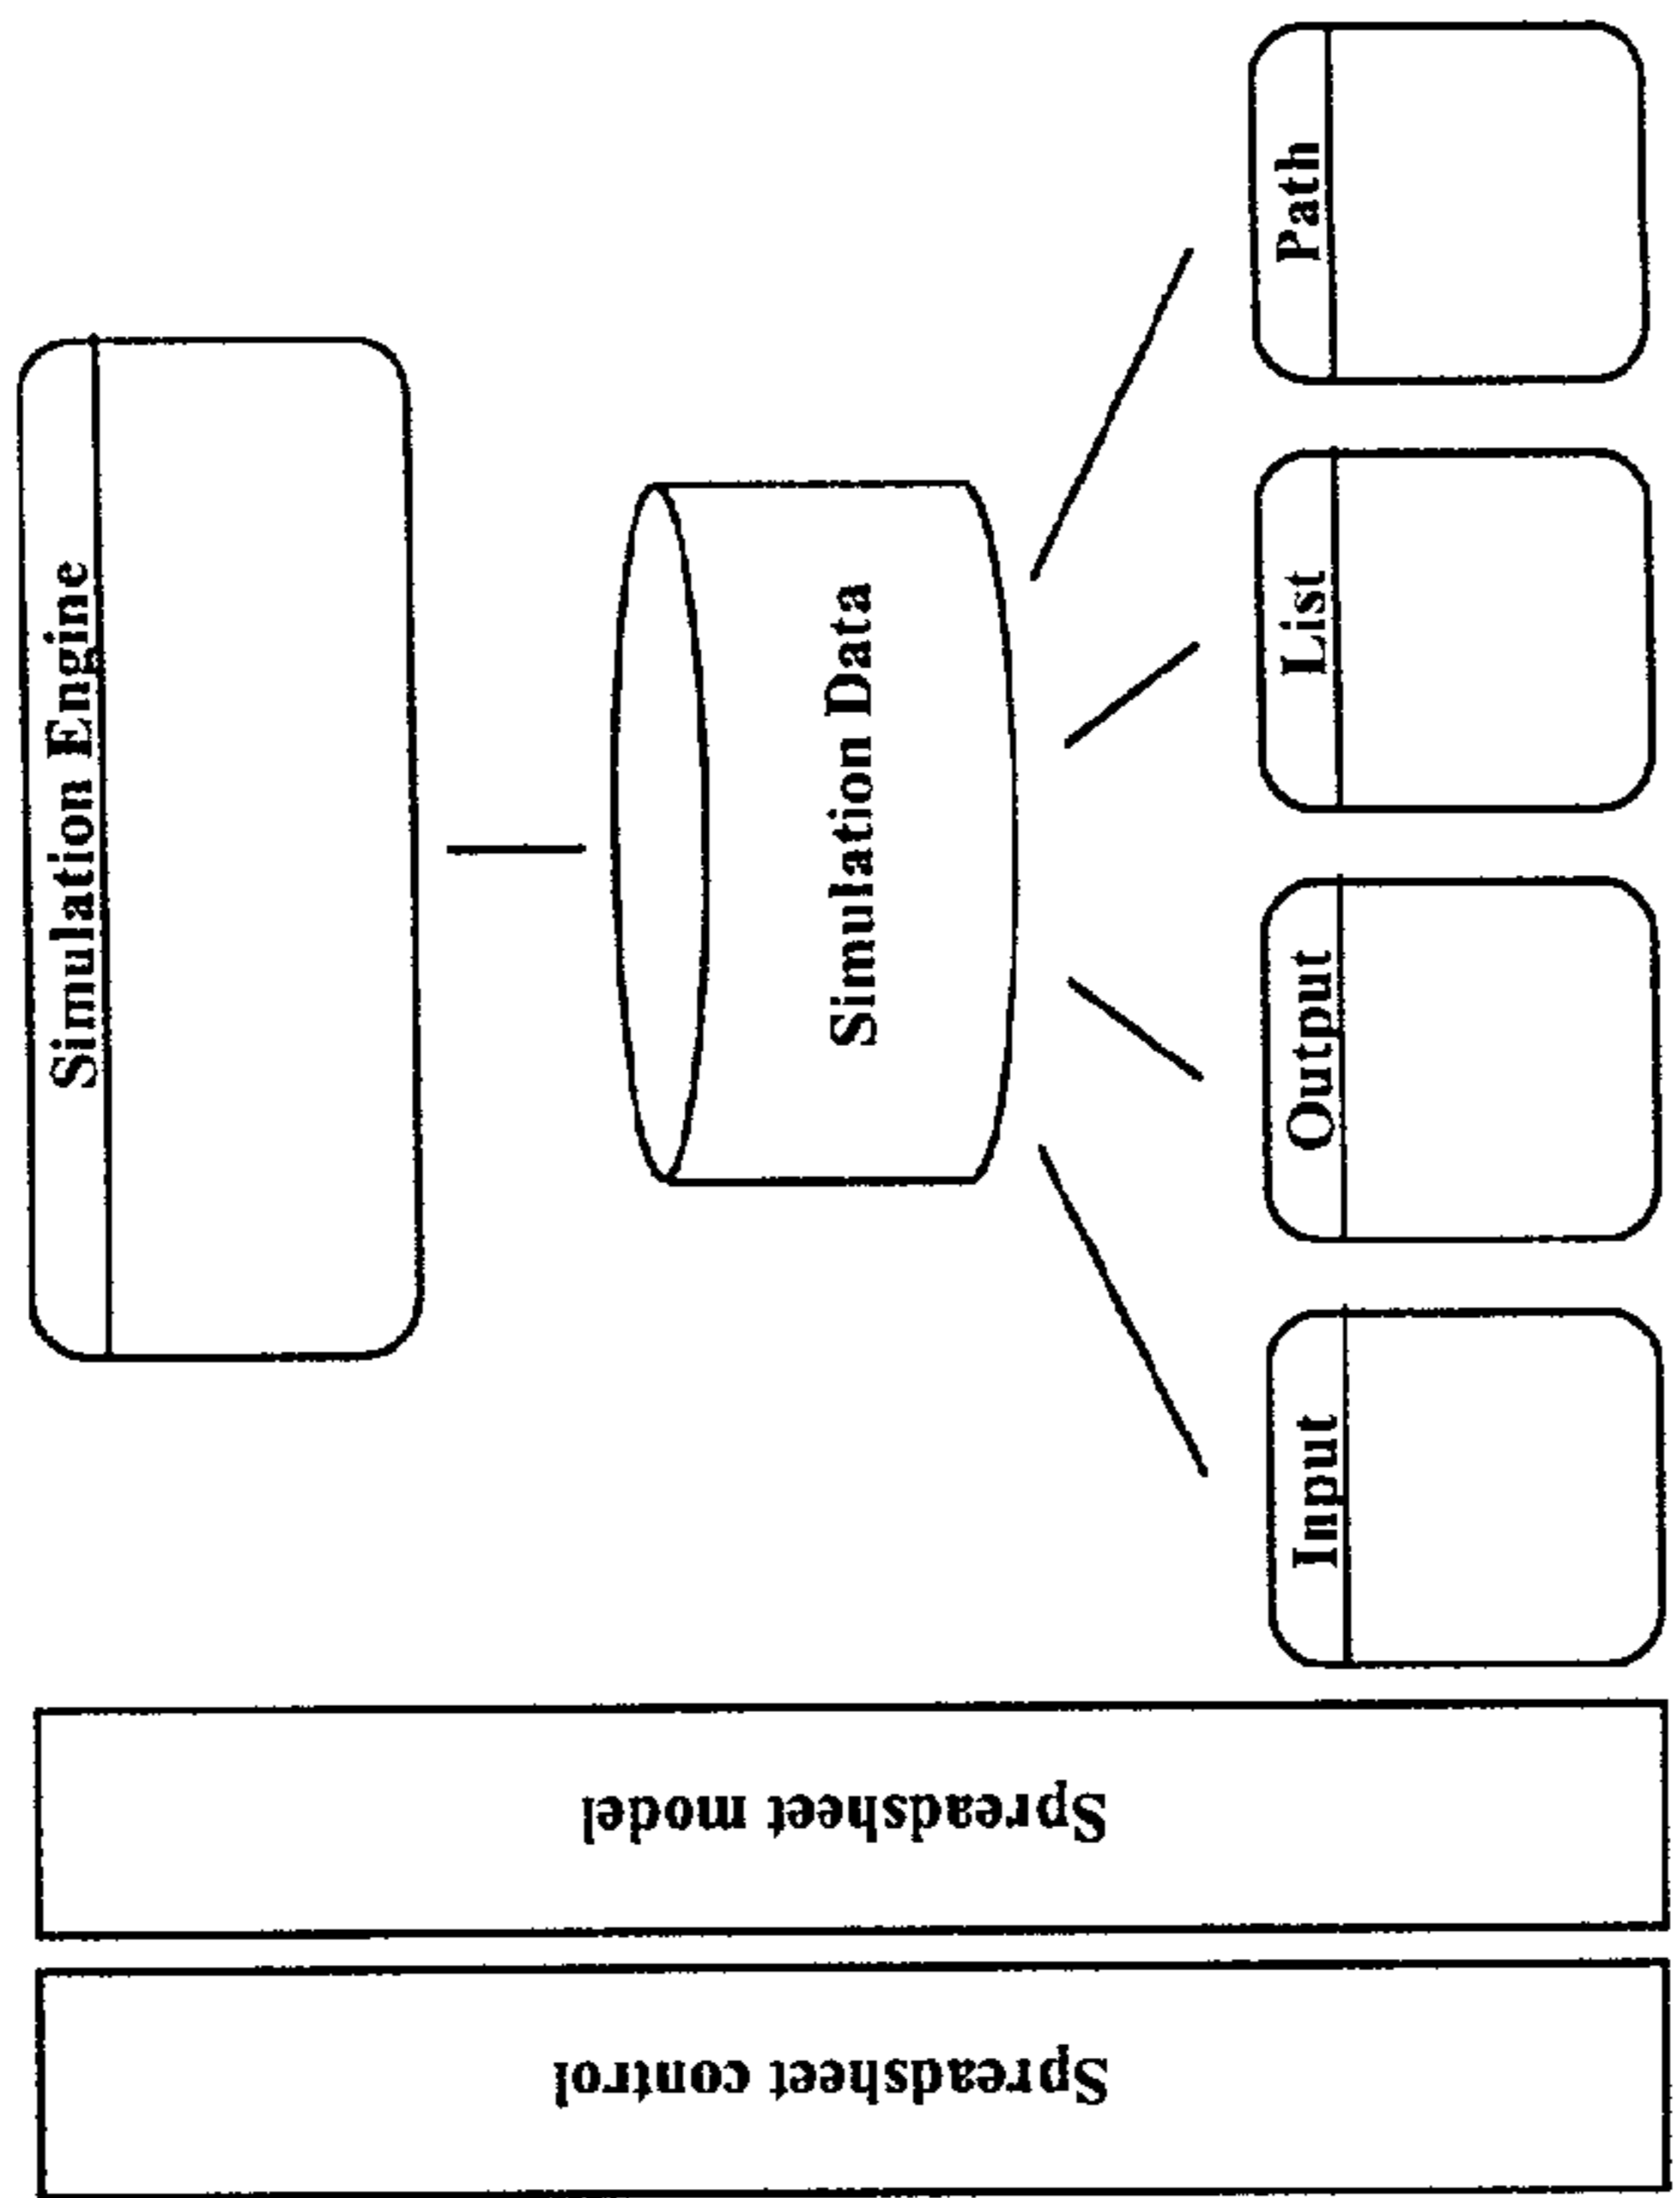 Simulation Engine
Simulation Data
Input
Output
List
Path
Spreadsheet model
Spreadsheet control